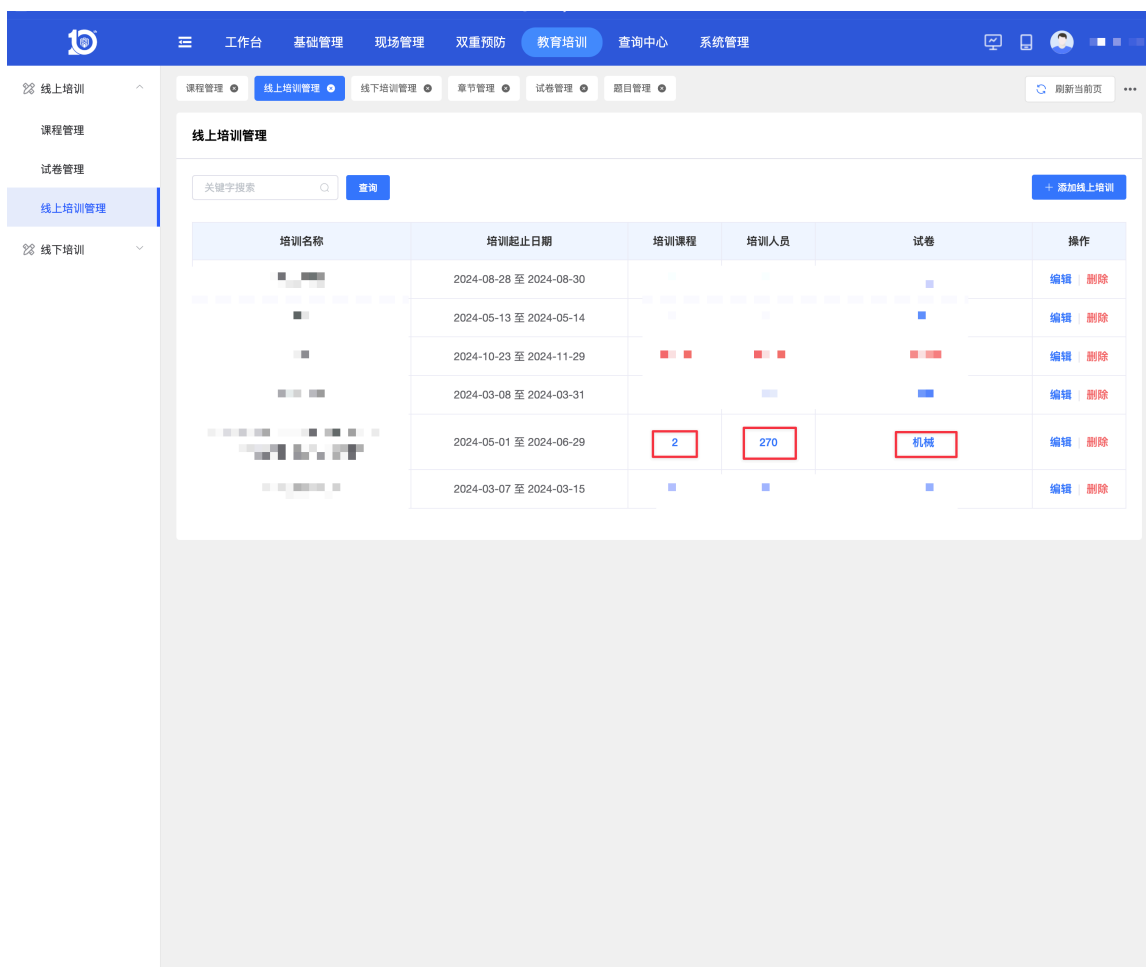 10
工作台 基础管理 现场管理 双重预防 教育培训 查询中心 系统管理
线上培训
课程管理
试卷管理
线上培训管理
线下培训
课程管理 线上培训管理 线下培训管理 章节管理 试卷管理 题目管理 刷新当前页
线上培训管理
关键字搜索 查询 + 添加线上培训
培训名称 培训起止日期 培训课程 培训人员 试卷 操作
2024-08-28 至 2024-08-30 编辑 删除
2024-05-13 至 2024-05-14 编辑 删除
2024-10-23 至 2024-11-29 编辑 删除
2024-03-08 至 2024-03-31 编辑 删除
2024-05-01 至 2024-06-29 2 270 机械 编辑 删除
2024-03-07 至 2024-03-15 编辑 删除